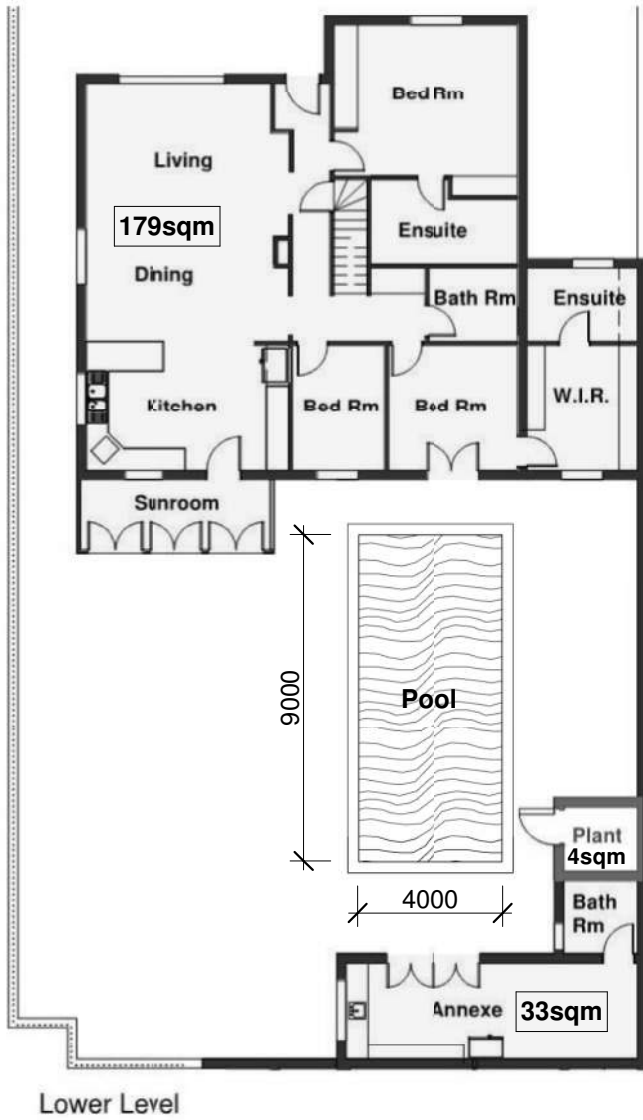 Bed Rm
Living
179sqm
Ensuite
Dining
Bath Rm
Ensuite
Kitchen
Bed Rm
Bed Rm
W.I.R.
Sunroom
9000
Pool
Plant
4sqm
4000
Bath
Rm
Annexe
33sqm
Lower Level